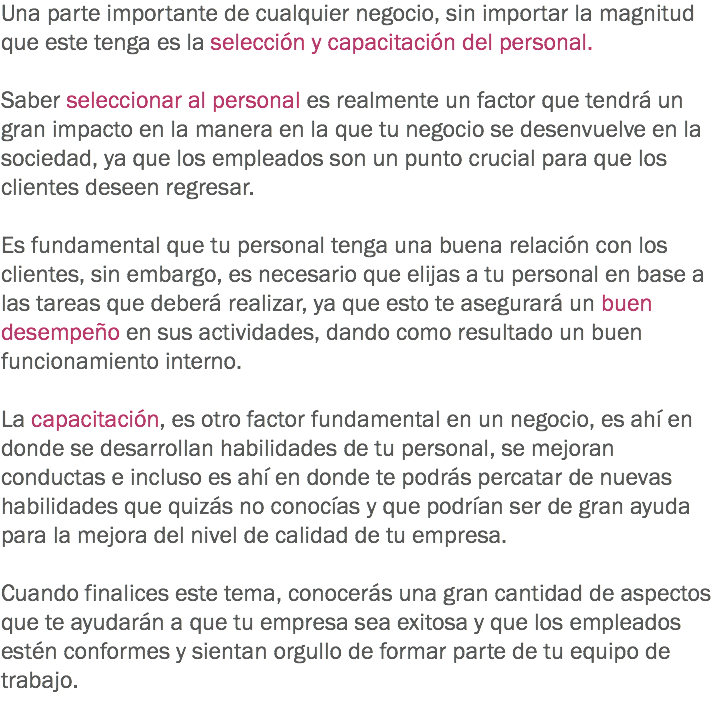 Una parte importante de cualquier negocio, sin importar la magnitud
que este tenga es la selección y capacitación del personal.
Saber seleccionar al personal es realmente un factor que tendrá un
gran impacto en la manera en la que tu negocio se desenvuelve en la
sociedad, ya que los empleados son un punto crucial para que los
clientes deseen regresar.
Es fundamental que tu personal tenga una buena relación con los
clientes, sin embargo, es necesario que elijas a tu personal en base a
las tareas que deberá realizar, ya que esto te asegurará un buen
desempeño en sus actividades, dando como resultado un buen
funcionamiento interno.
La capacitación, es otro factor fundamental en un negocio, es ahí en
donde se desarrollan habilidades de tu personal, se mejoran
conductas e incluso es ahí en donde te podrás percatar de nuevas
habilidades que quizás no conocías y que podrían ser de gran ayuda
para la mejora del nivel de calidad de tu empresa.
Cuando finalices este tema, conocerás una gran cantidad de aspectos
que te ayudarán a que tu empresa sea exitosa y que los empleados
estén conformes y sientan orgullo de formar parte de tu equipo de
trabajo.